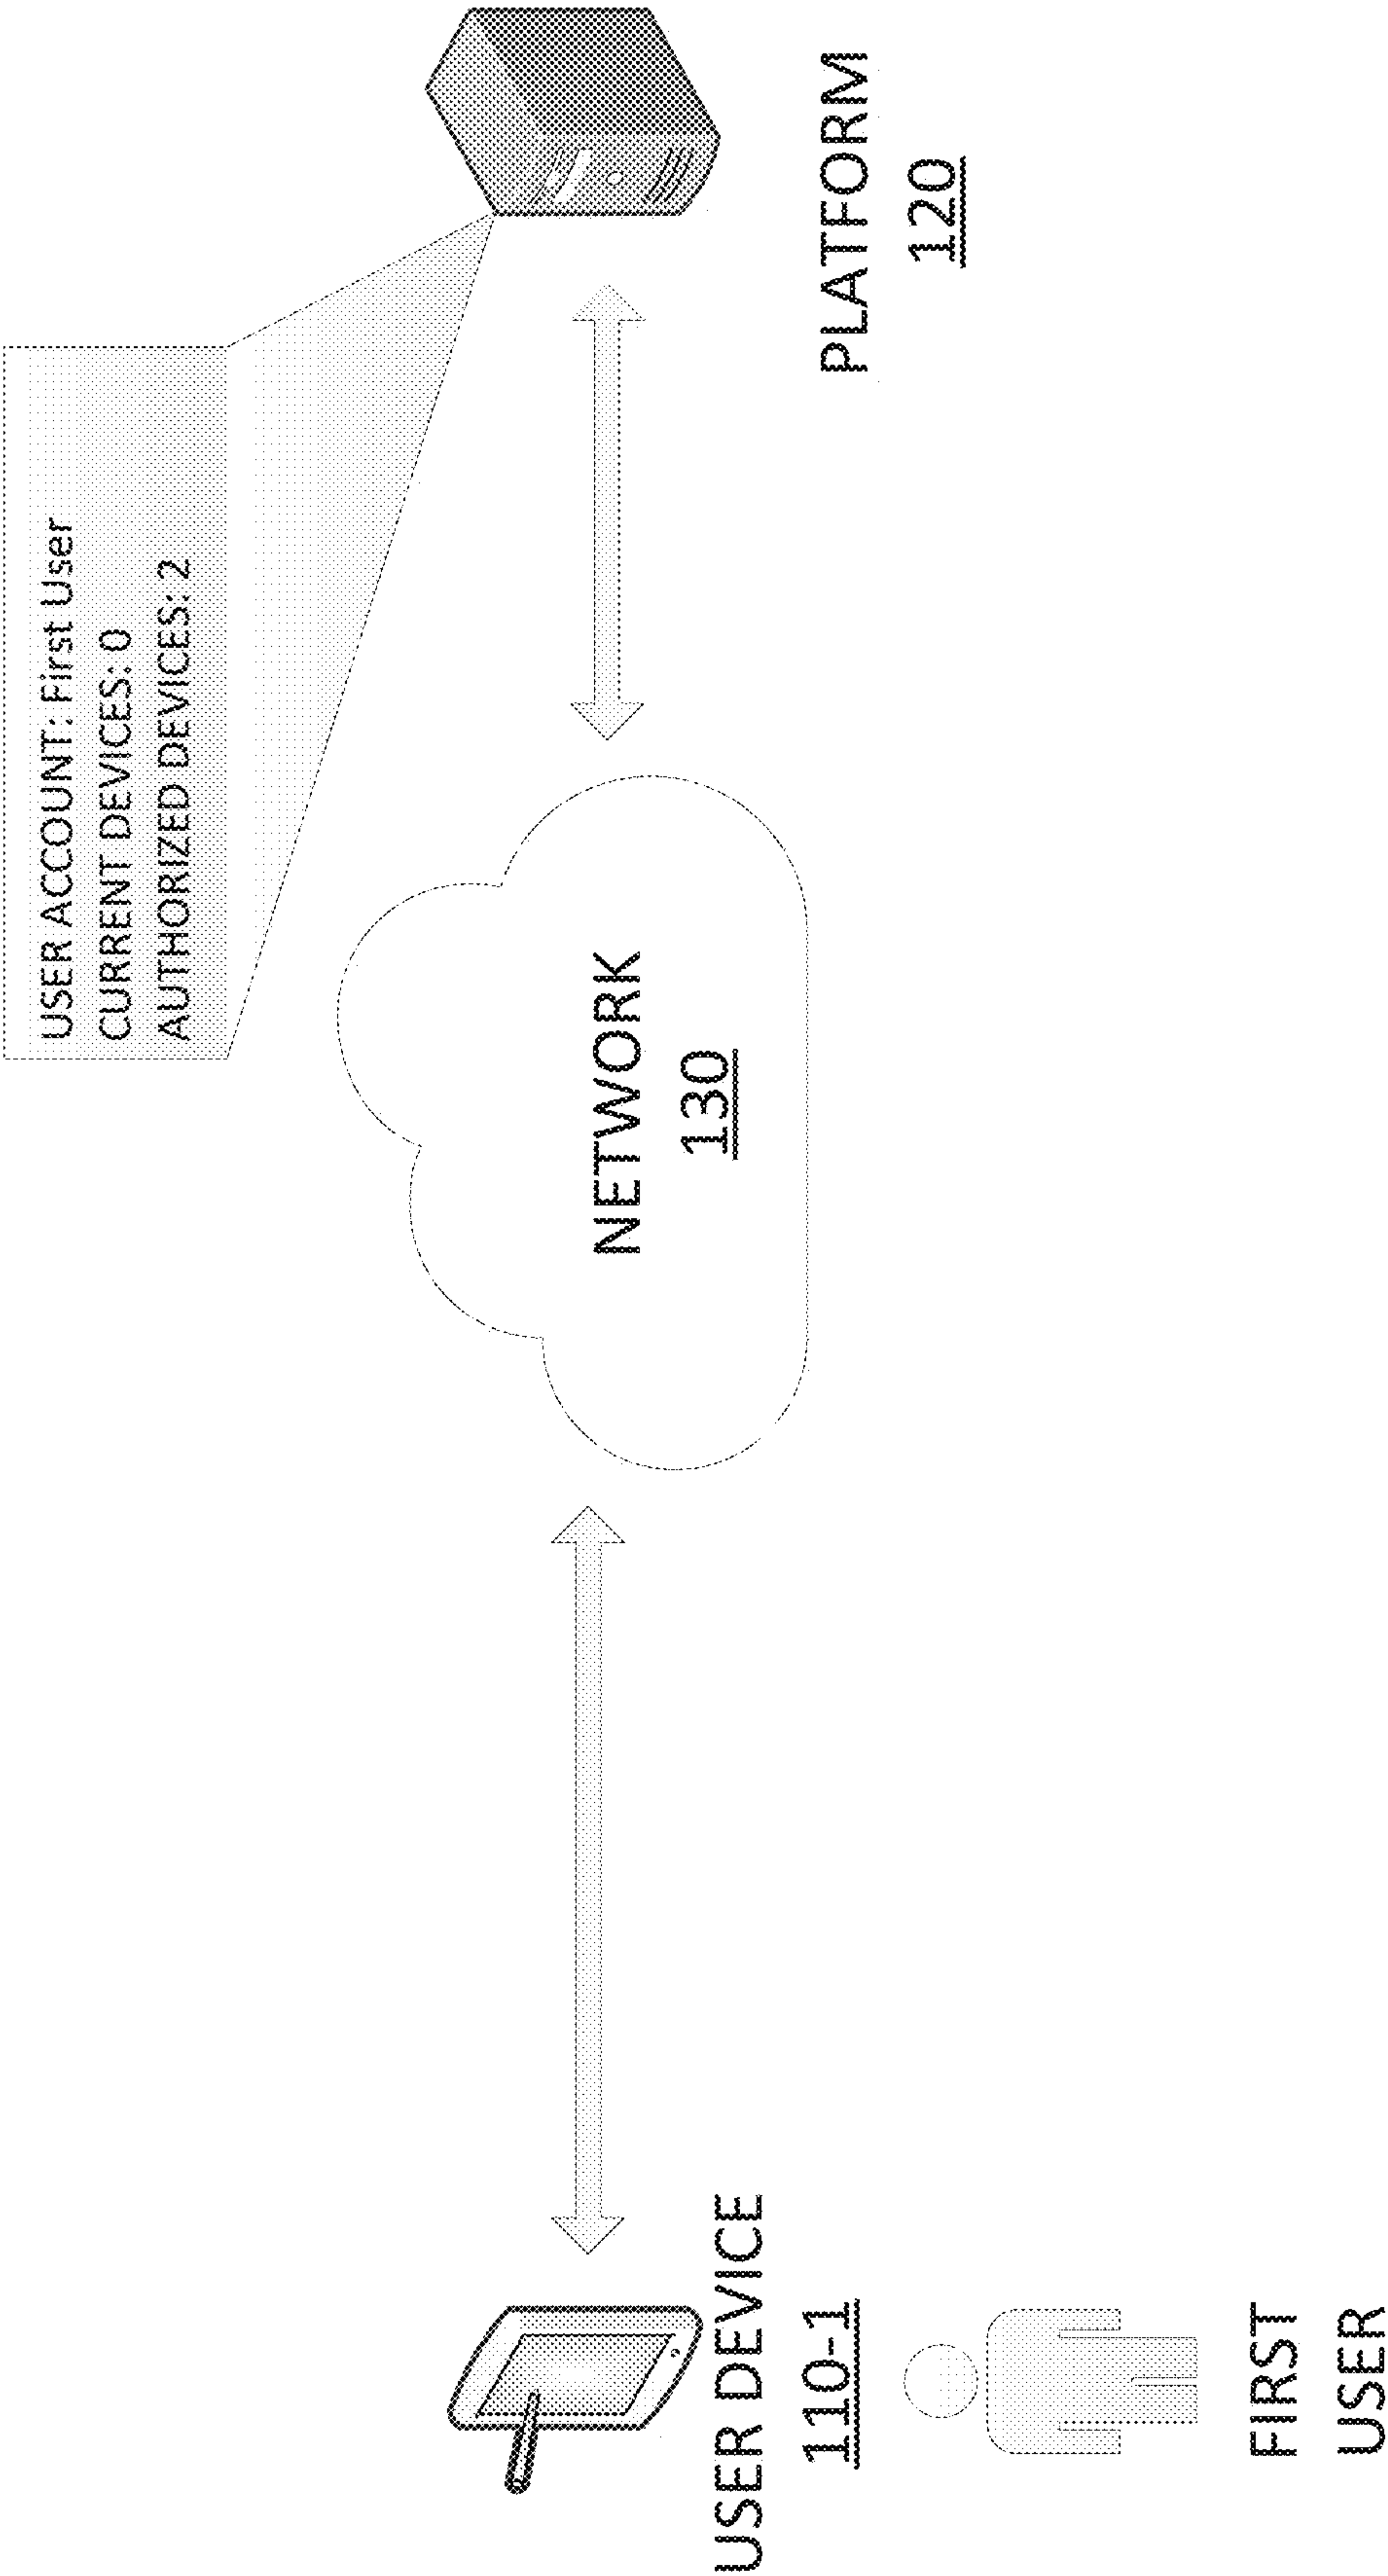 USER ACCOUNT: First User
CURRENT DEVICES: 0
AUTHORIZED DEVICES: 2
USER DEVICE
110-1
FIRST
USER
NETWORK
130
PLATFORM
120